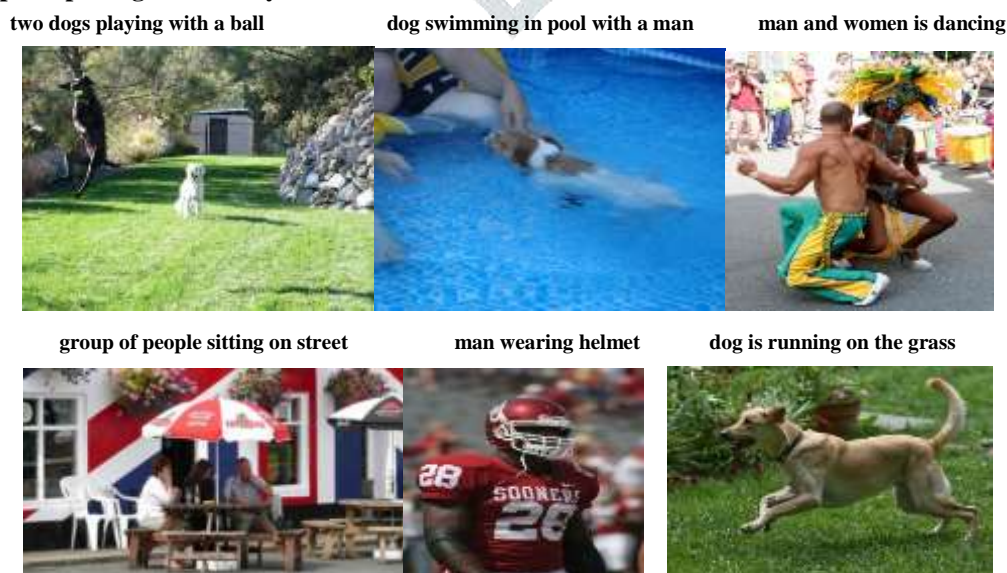 two dogs playing with a ball
dog swimming in pool with a man
man and women is dancing
group of people sitting on street
man wearing helmet
dog is running on the grass
28
SOONERS
28